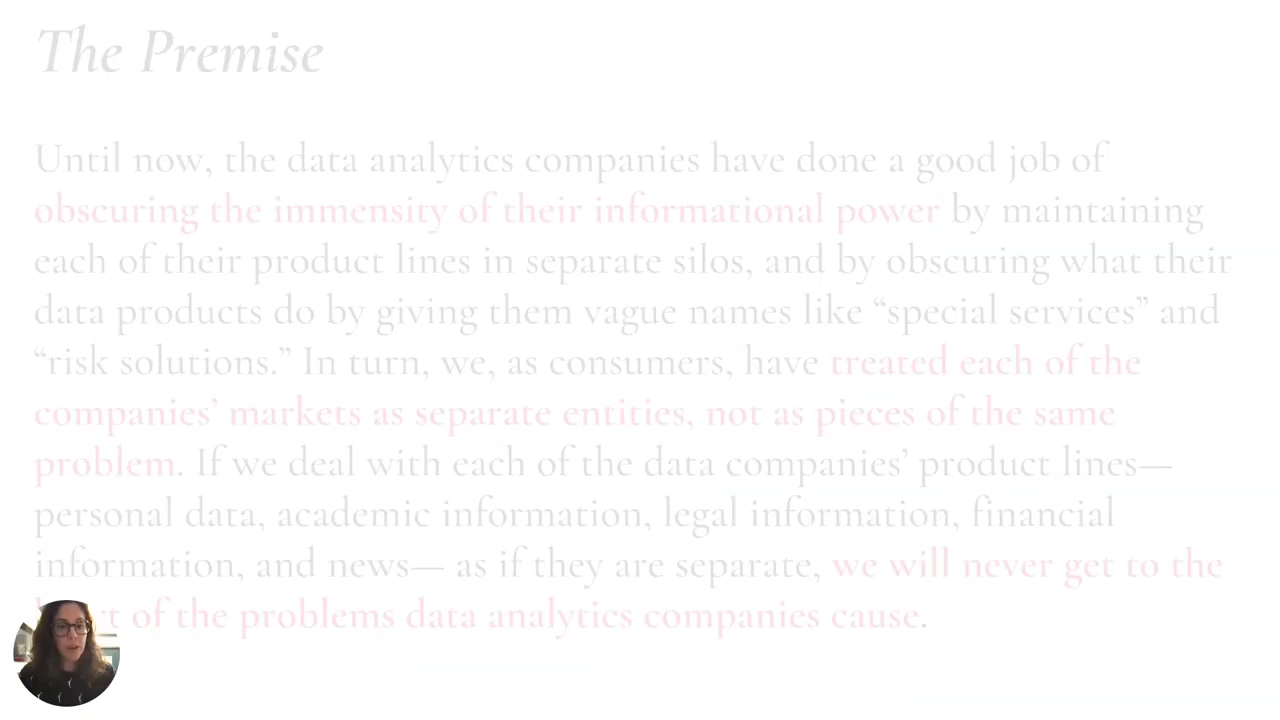 The Premise
Until now, the data analytics companies have done a good job of
obscuring the immensity of their informational power by maintaining
each of their product lines in separate silos, and by obscuring what their
data products do by giving them vague names like “special services” and
“risk solutions.” In turn, we, as consumers, have treated each of the
companies’ markets as separate entities, not as pieces of the same
problem. If we deal with each of the data companies’ product lines—
personal data, academic information, legal information, financial
information, and news— as if they are separate, we will never get to the
of the problems data analytics companies cause.